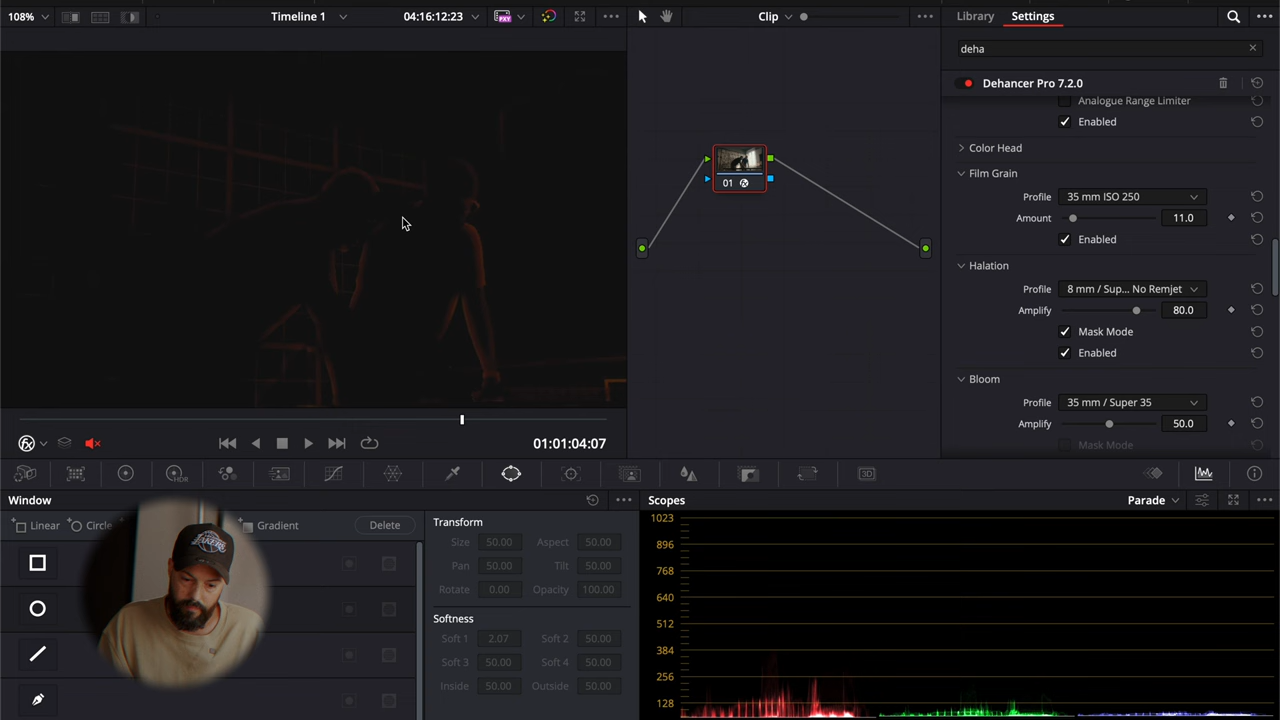 108%
Timeline 1
04:16:12:23
Clip
Library
Settings
deha
Dehancer Pro 7.2.0
Analogue Range Limiter
Enabled
Color Head
Film Grain
Profile
35 mm ISO 250
Amount
11.0
Enabled
Halation
Profile
8 mm / Sup... No Remjet
Amplify
80.0
Mask Mode
Enabled
Bloom
Profile
35 mm / Super 35
Amplify
50.0
Mask Mode
01
01:01:04:07
HDR
3D
Window
Linear
Circle
Gradient
Delete
Transform
Size 50.00 Aspect 50.00
Pan 50.00 Tilt 50.00
Rotate 0.00 Opacity 100.00
Softness
Soft 1 2.07 Soft 2 50.00
Soft 3 50.00 Soft 4 50.00
Inside 50.00 Outside 50.00
Scopes
Parade
1023
896
768
640
512
384
256
128
LAKERS